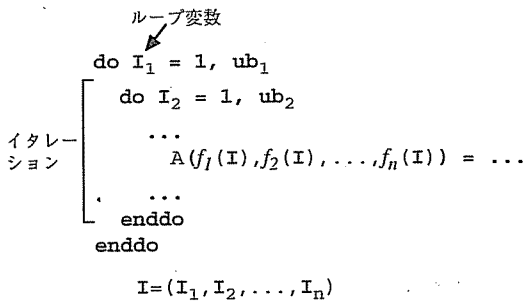 ループ変数
do I₁ = 1, ub₁
do I₂ = 1, ub₂
...
イタレー
ション
A(f₁(I),f₂(I),...,fₙ(I)) = ...
...
enddo
enddo
I=(I₁,I₂,...,Iₙ)